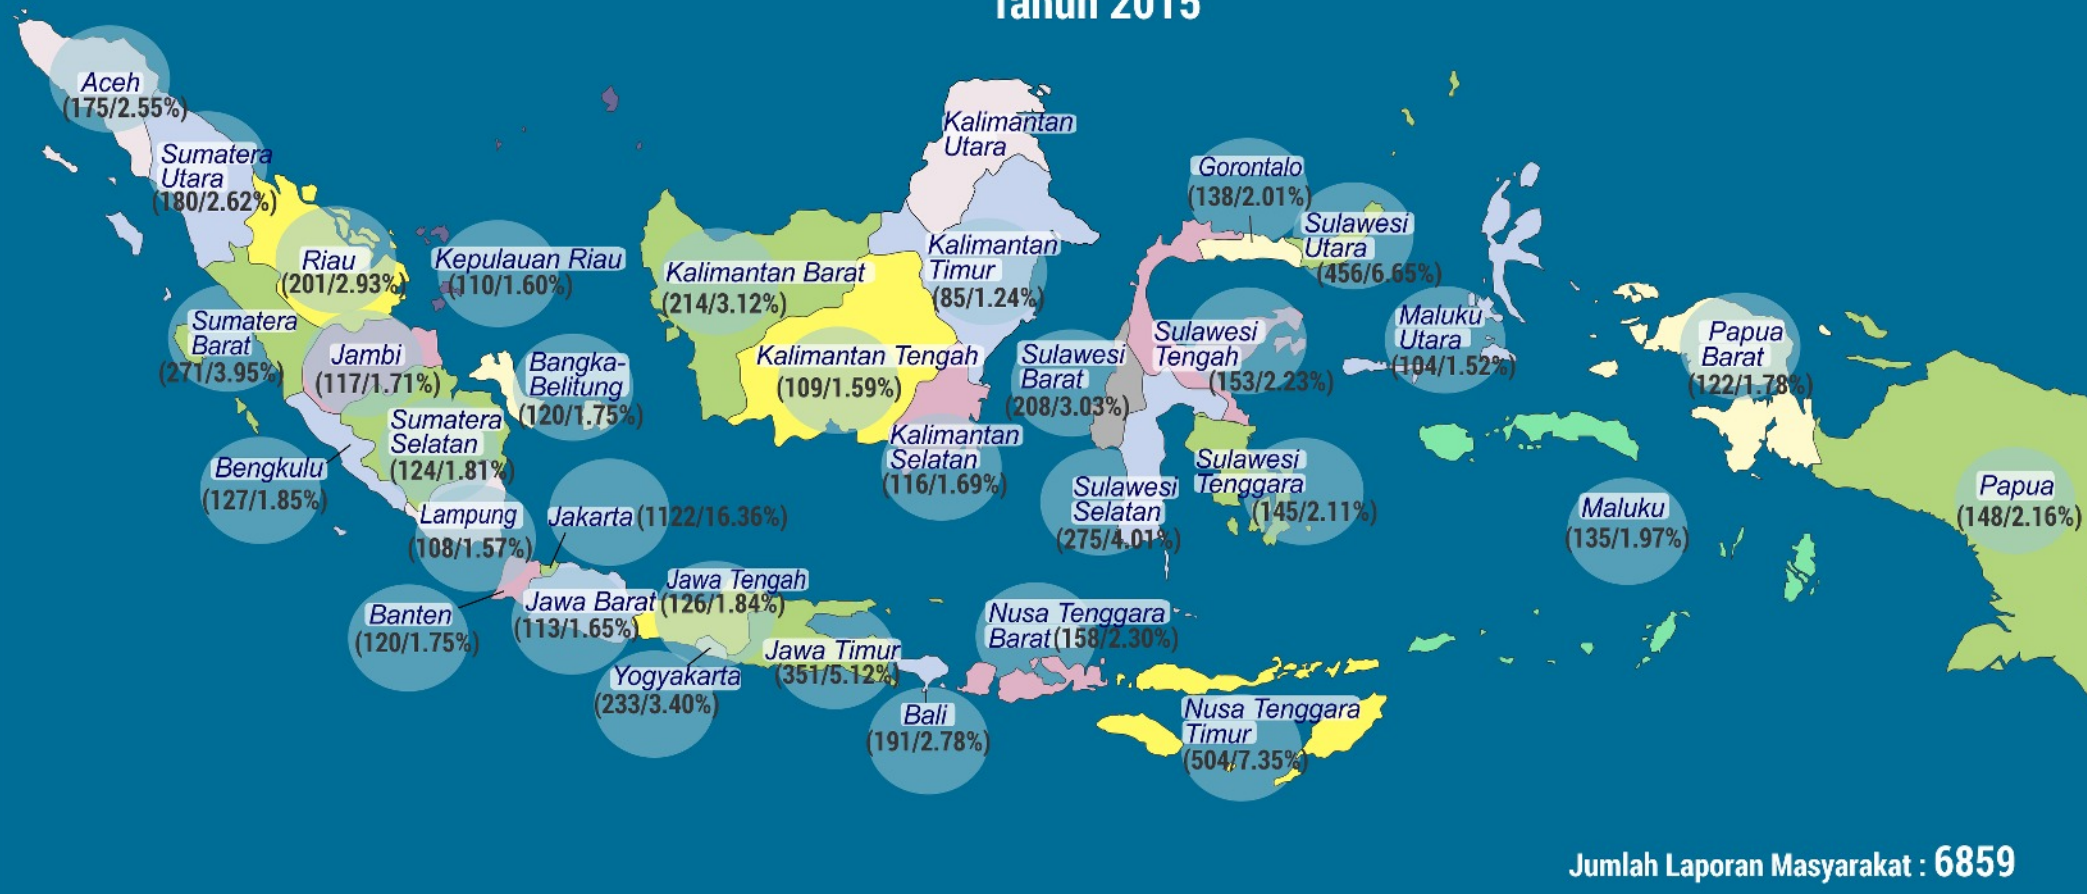 Tahun 2015
Aceh
(175/2.55%)
Sumatera
Utara
(180/2.62%)
Riau
(201/2.93%)
Kepulauan Riau
(110/1.60%)
Sumatera
Barat
(271/3.95%)
Jambi
(117/1.71%)
Bangka-
Belitung
(120/1.75%)
Sumatera
Selatan
(124/1.81%)
Bengkulu
(127/1.85%)
Lampung
(108/1.57%)
Jakarta (1122/16.36%)
Banten
(120/1.75%)
Jawa Barat
(113/1.65%)
Jawa Tengah
(126/1.84%)
Yogyakarta
(233/3.40%)
Jawa Timur
(351/5.12%)
Bali
(191/2.78%)
Nusa Tenggara
Barat (158/2.30%)
Nusa Tenggara
Timur
(504/7.35%)
Kalimantan
Utara
Kalimantan Barat
(214/3.12%)
Kalimantan
Timur
(85/1.24%)
Kalimantan Tengah
(109/1.59%)
Kalimantan
Selatan
(116/1.69%)
Gorontalo
(138/2.01%)
Sulawesi
Utara
(456/6.65%)
Sulawesi
Tengah
(153/2.23%)
Sulawesi
Barat
(208/3.03%)
Sulawesi
Selatan
(275/4.01%)
Sulawesi
Tenggara
(145/2.11%)
Maluku
Utara
(104/1.52%)
Maluku
(135/1.97%)
Papua
Barat
(122/1.78%)
Papua
(148/2.16%)
Jumlah Laporan Masyarakat : 6859